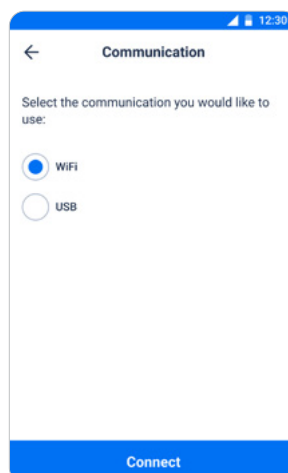 12:30
Communication
Select the communication you would like to
use:
WiFi
USB
Connect